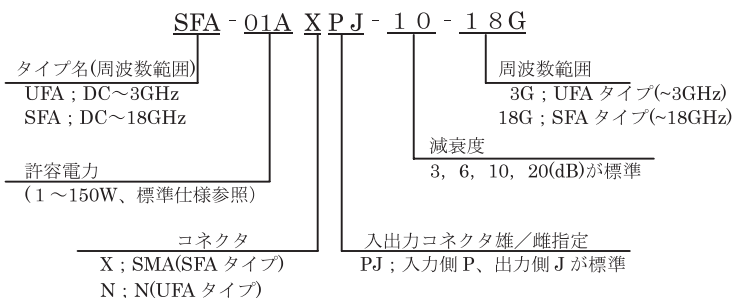 SFA-01AXPJ-10-18G
タイプ名(周波数範囲)
UFA;DC~3GHz
SFA;DC~18GHz
許容電力
(1~150W、標準仕様参照)
コネクタ
X;SMA(SFAタイプ)
N;N(UFAタイプ)
周波数範囲
3G;UFAタイプ(~3GHz)
18G;SFAタイプ(~18GHz)
減衰度
3, 6, 10, 20(dB)が標準
入出力コネクタ雄/雌指定
PJ;入力側P、出力側Jが標準